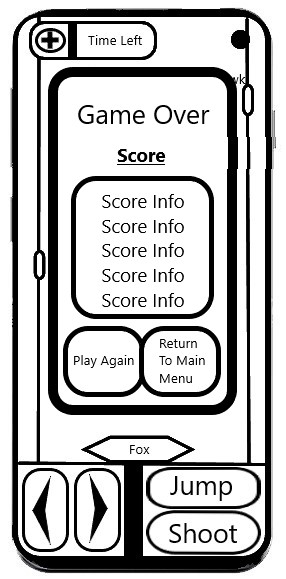 Time Left
Game Over
Score
Score Info
Score Info
Score Info
Score Info
Score Info
Play Again
Return
To Main
Menu
Fox
Jump
Shoot